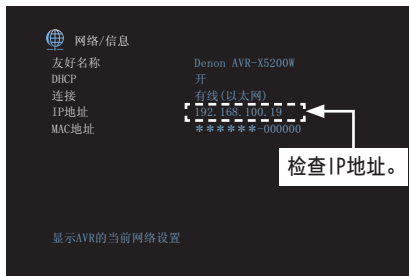 网络/信息
友好名称 Denon AVR-X5200W
DHCP 开
连接 有线(以太网)
IP地址 192.168.100.19
MAC地址 ******-000000
检查IP地址。
显示AVR的当前网络设置